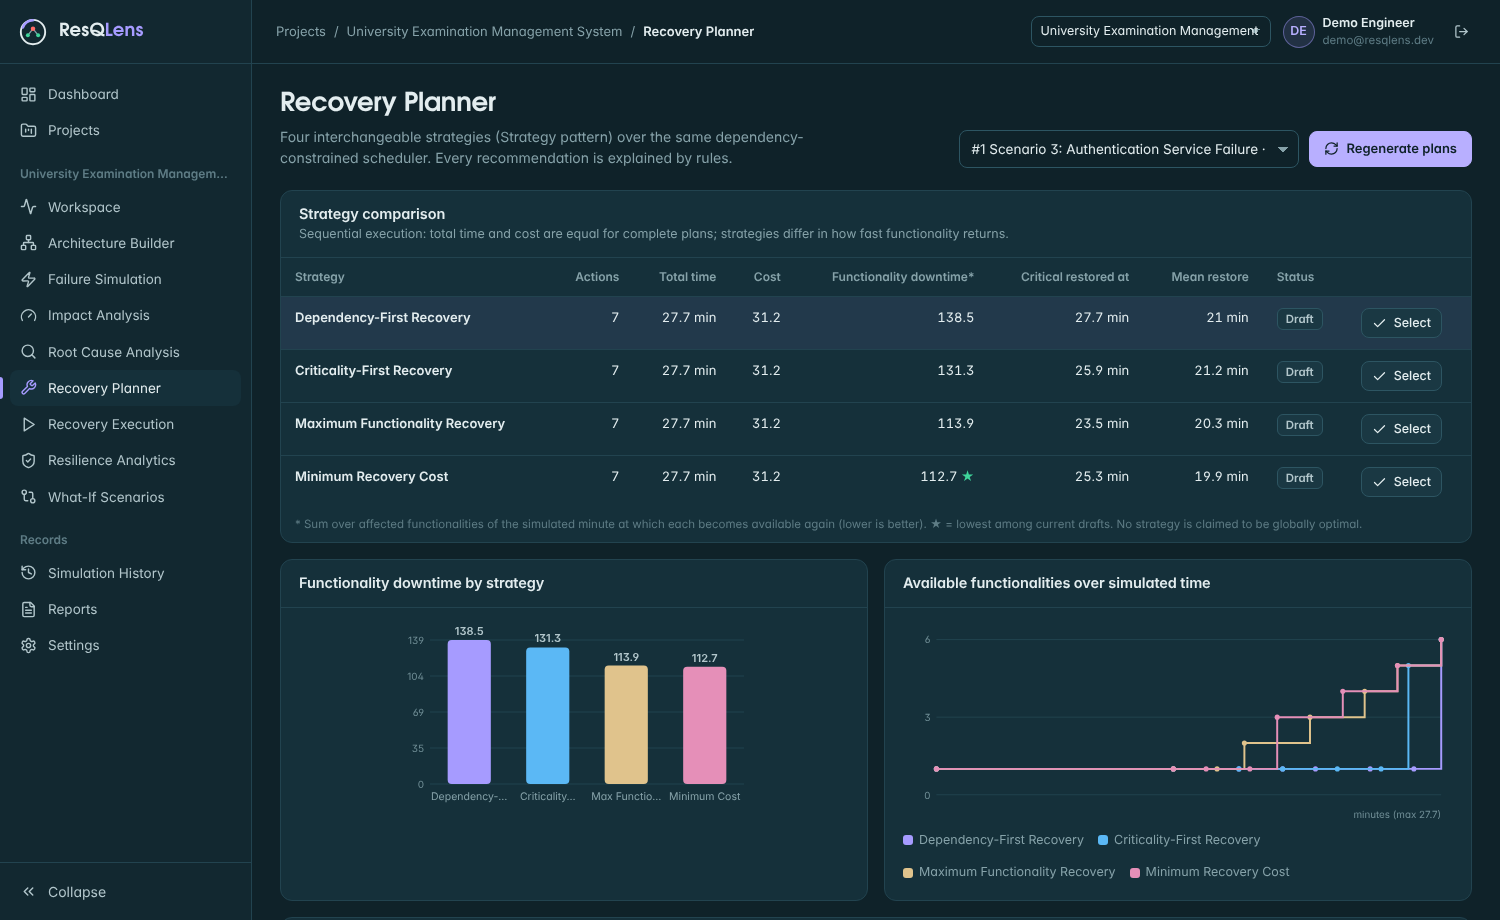 ResQLens
Projects / University Examination Management System / Recovery Planner
University Examination Management
DE
Demo Engineer
demo@resqlens.dev
Dashboard
Projects
University Examination Managem...
Workspace
Architecture Builder
Failure Simulation
Impact Analysis
Root Cause Analysis
Recovery Planner
Recovery Execution
Resilience Analytics
What-If Scenarios
Records
Simulation History
Reports
Settings
Collapse
Recovery Planner
Four interchangeable strategies (Strategy pattern) over the same dependency-
constrained scheduler. Every recommendation is explained by rules.
#1 Scenario 3: Authentication Service Failure ·
Regenerate plans
Strategy comparison
Sequential execution: total time and cost are equal for complete plans; strategies differ in how fast functionality returns.
Strategy Actions Total time Cost Functionality downtime* Critical restored at Mean restore Status
Dependency-First Recovery 7 27.7 min 31.2 138.5 27.7 min 21 min Draft Select
Criticality-First Recovery 7 27.7 min 31.2 131.3 25.9 min 21.2 min Draft Select
Maximum Functionality Recovery 7 27.7 min 31.2 113.9 23.5 min 20.3 min Draft Select
Minimum Recovery Cost 7 27.7 min 31.2 112.7 ★ 25.3 min 19.9 min Draft Select
* Sum over affected functionalities of the simulated minute at which each becomes available again (lower is better). ★ = lowest among current drafts. No strategy is claimed to be globally optimal.
Functionality downtime by strategy
138.5 131.3 113.9 112.7
139
104
69
35
0
Dependency-... Criticality... Max Functio... Minimum Cost
Available functionalities over simulated time
6
3
0
minutes (max 27.7)
Dependency-First Recovery Criticality-First Recovery
Maximum Functionality Recovery Minimum Recovery Cost